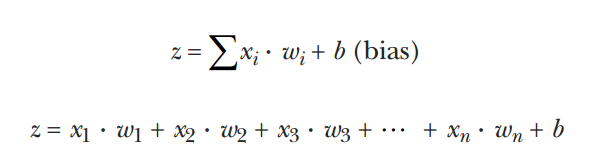 z = ∑xᵢ · wᵢ + b (bias)
z = x₁ · w₁ + x₂ · w₂ + x₃ · w₃ + ⋯ + xₙ · wₙ + b